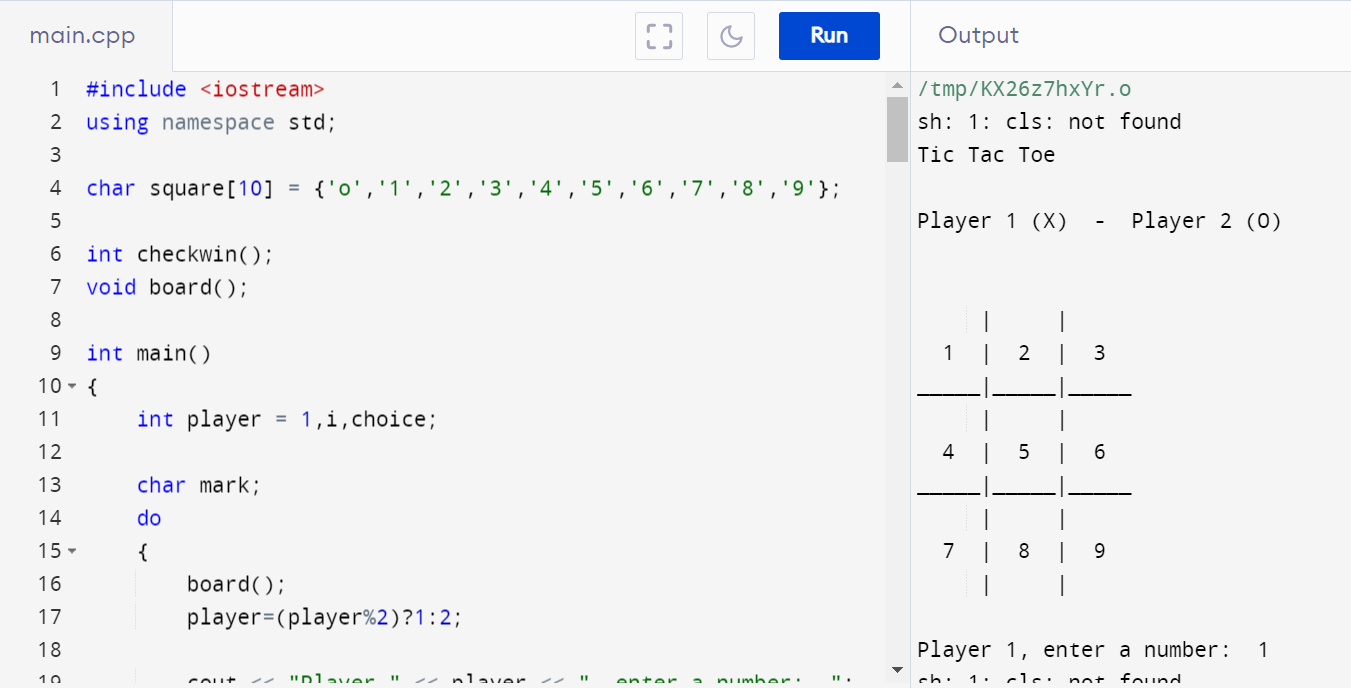 main.cpp
Run
Output
1 #include <iostream>
2 using namespace std;
3
4 char square[10] = {'o','1','2','3','4','5','6','7','8','9'};
5
6 int checkwin();
7 void board();
8
9 int main()
10 {
11     int player = 1,i,choice;
12
13     char mark;
14     do
15     {
16         board();
17         player=(player%2)?1:2;
18
19         cout << "Player " << player << ", enter a number:  ";
/tmp/KX26z7hxYr.o
sh: 1: cls: not found
Tic Tac Toe

Player 1 (X)  -  Player 2 (O)


     |     |
  1  |  2  |  3
_____|_____|_____
     |     |
  4  |  5  |  6
_____|_____|_____
     |     |
  7  |  8  |  9
     |     |

Player 1, enter a number:  1
sh: 1: cls: not found